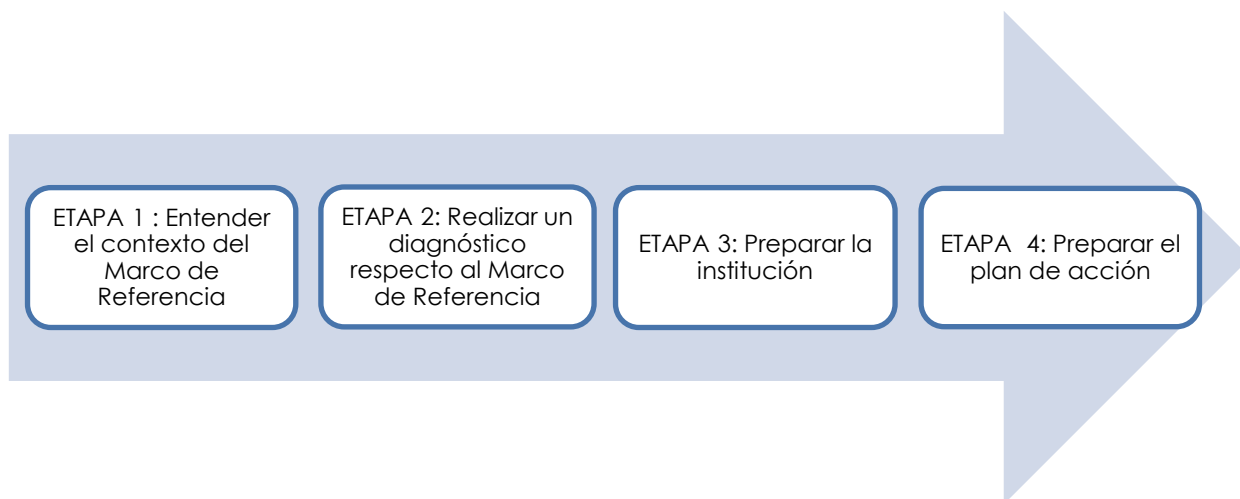 ETAPA 1 : Entender
el contexto del
Marco de
Referencia
ETAPA 2: Realizar un
diagnóstico
respecto al Marco
de Referencia
ETAPA 3: Preparar la
institución
ETAPA 4: Preparar el
plan de acción